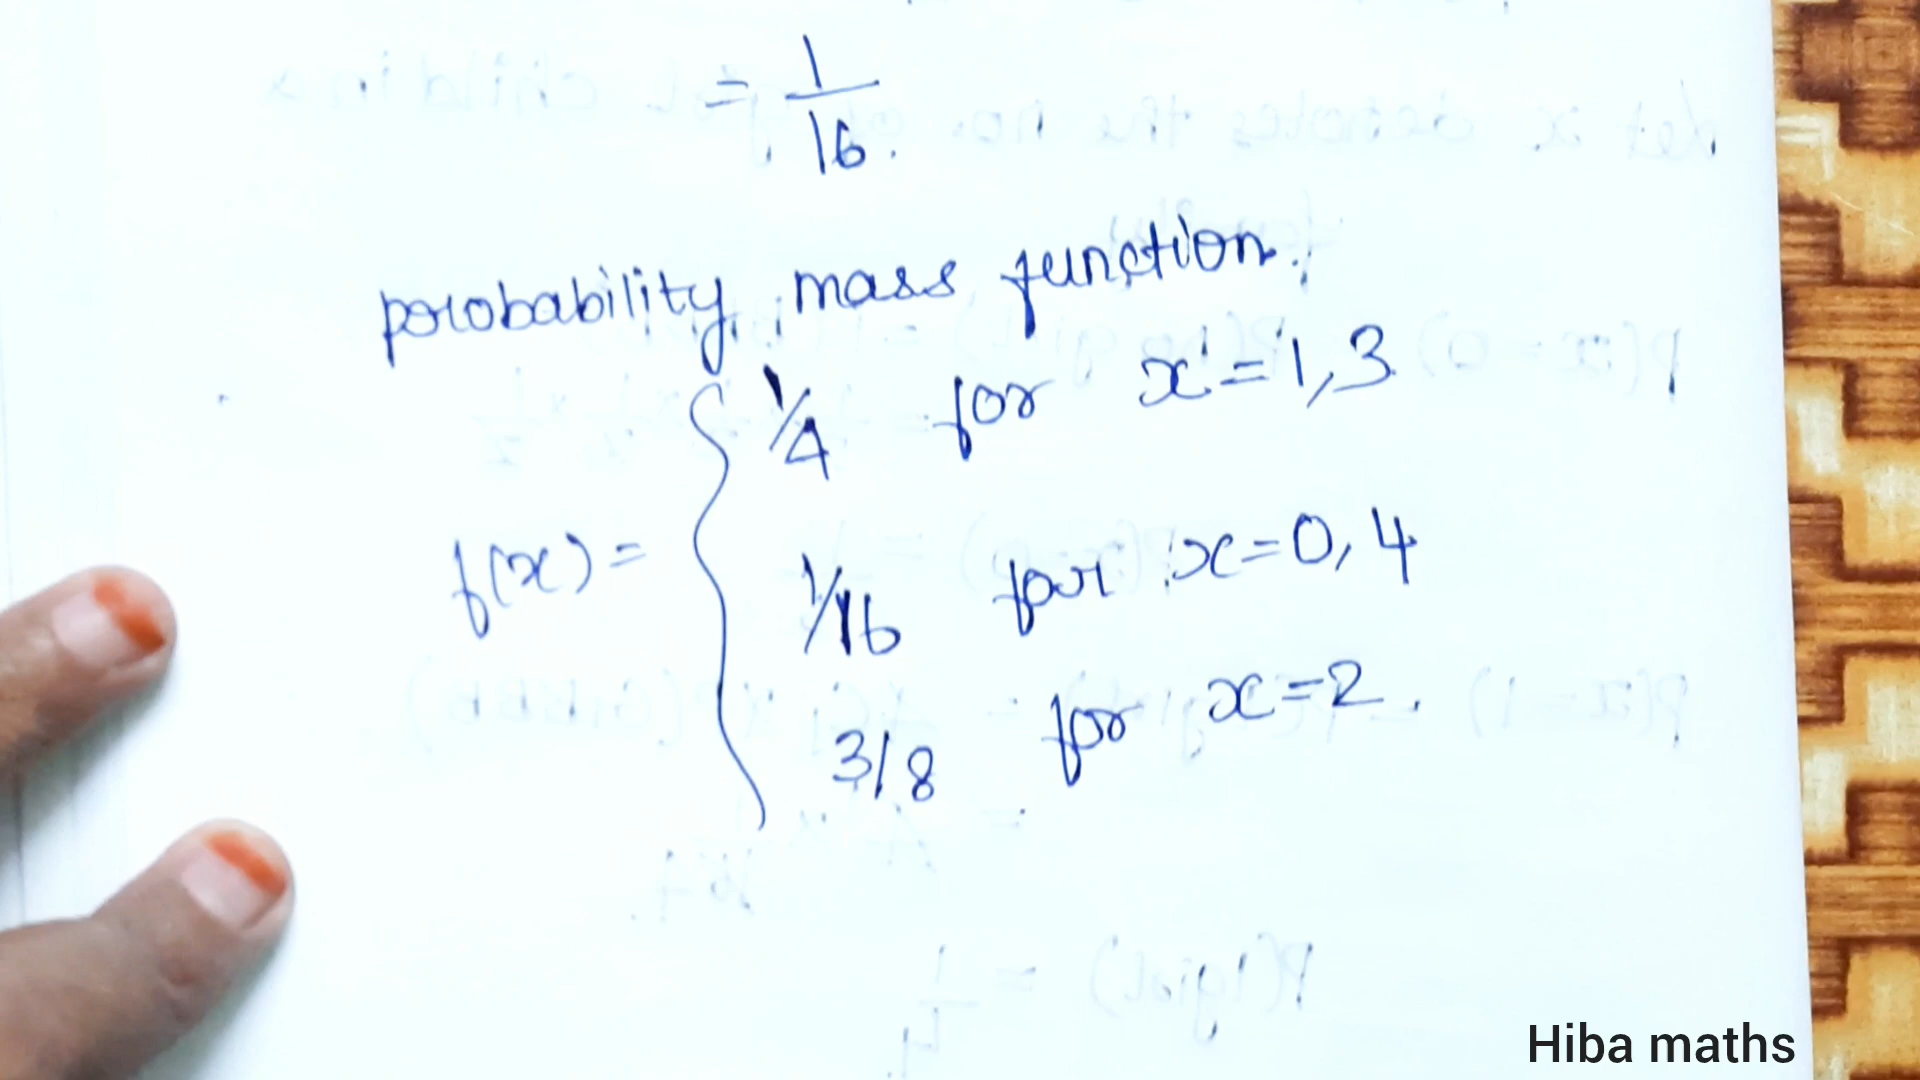 = 1/16.
probability mass function.
f(x) = { 1/4 for x = 1, 3
1/16 for x = 0, 4
3/8 for x = 2.
Hiba maths